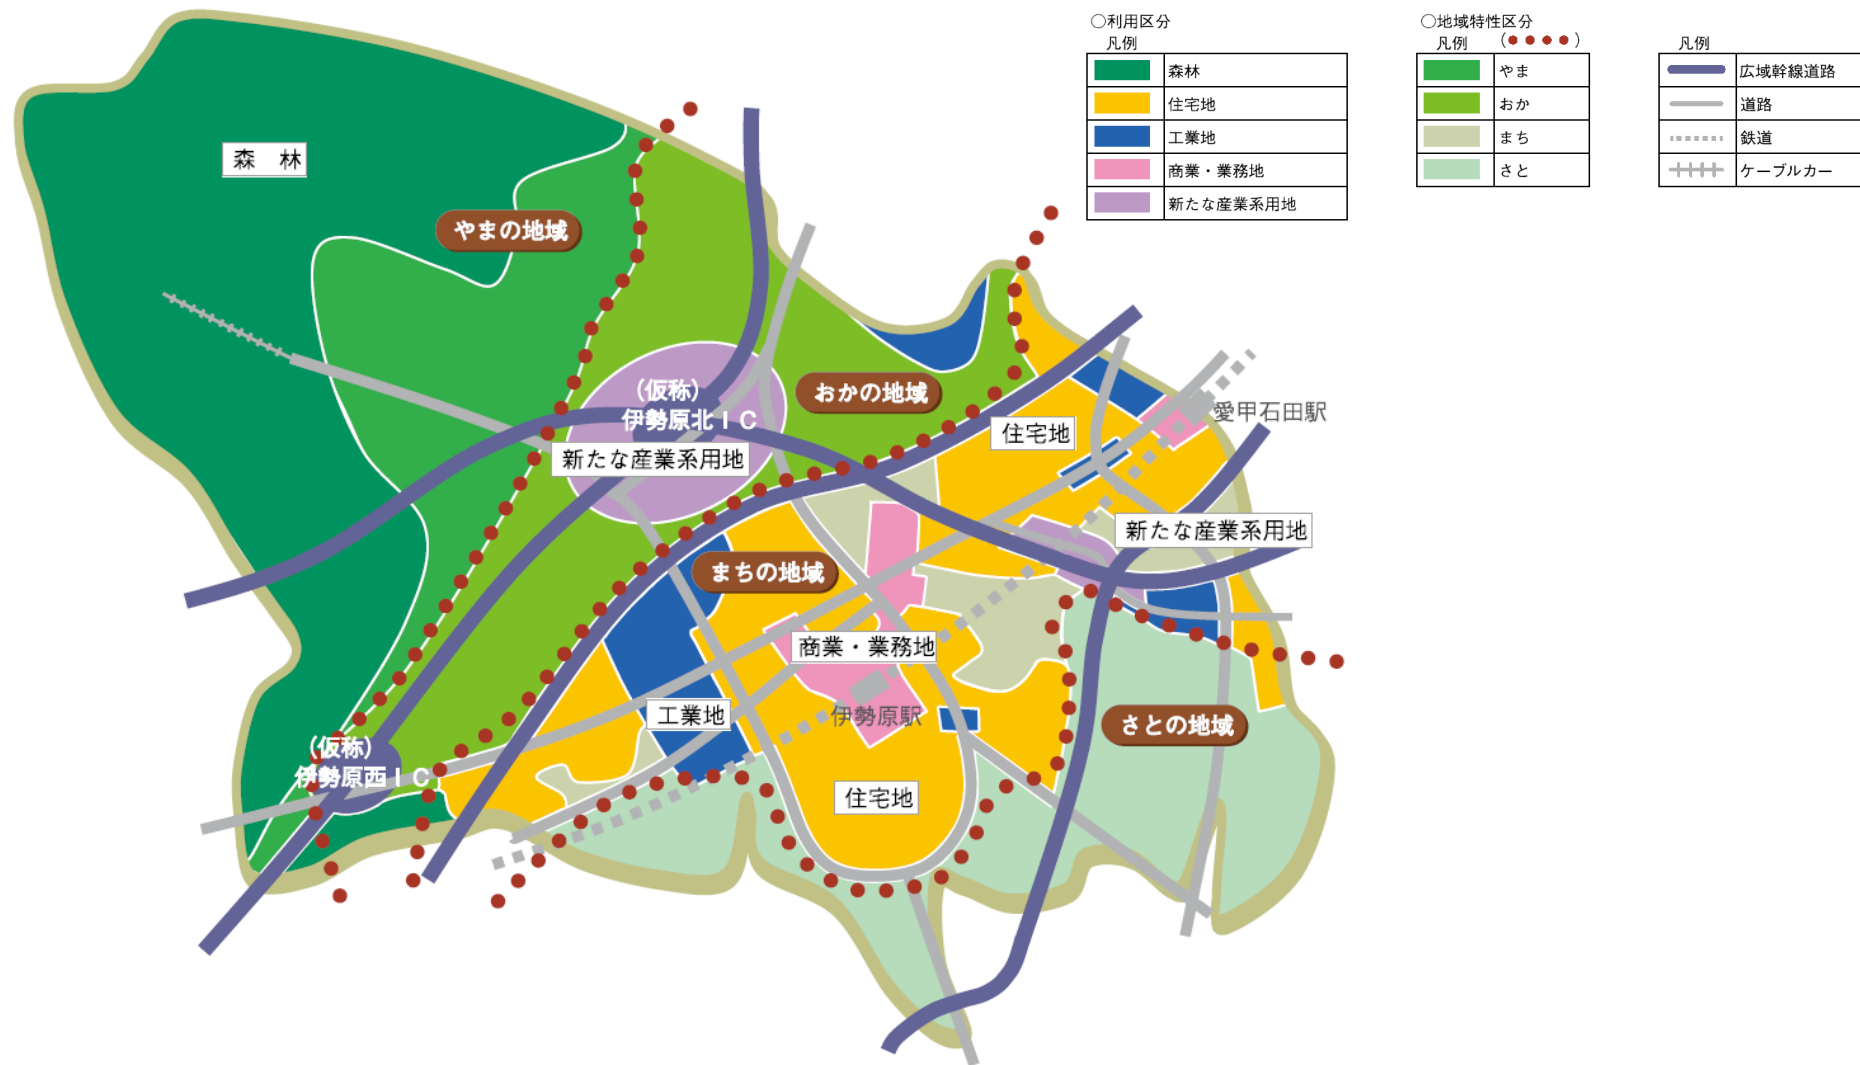 ○利用区分
凡例
森林
住宅地
工業地
商業・業務地
新たな産業系用地
○地域特性区分
凡例 (●●●●)
やま
おか
まち
さと
凡例
広域幹線道路
道路
鉄道
ケーブルカー
森 林
やまの地域
(仮称)
伊勢原北IC
新たな産業系用地
おかの地域
住宅地
愛甲石田駅
新たな産業系用地
まちの地域
商業・業務地
工業地
伊勢原駅
さとの地域
(仮称)
伊勢原西IC
住宅地